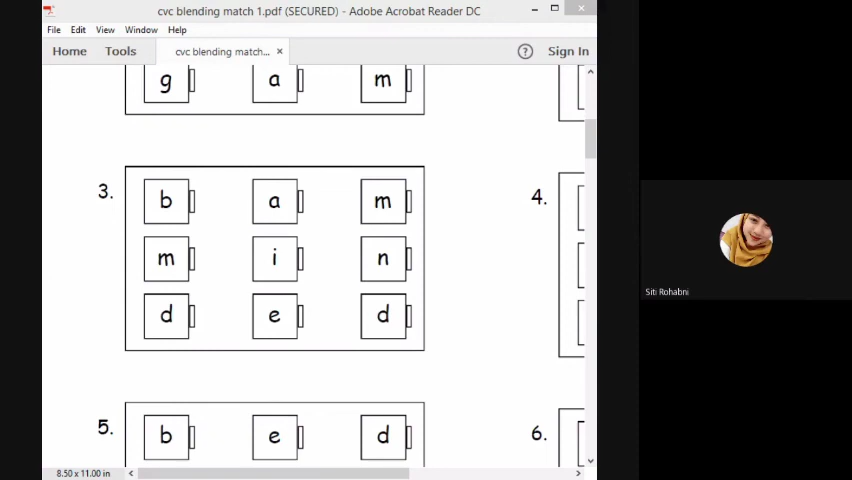 cvc blending match 1.pdf (SECURED) - Adobe Acrobat Reader DC
File Edit View Window Help
Home Tools cvc blending match... × ? Sign In
g a m
3. b a m
m i n
d e d
4.
5. b e d
6.
8.50 x 11.00 in
Siti Rohabni